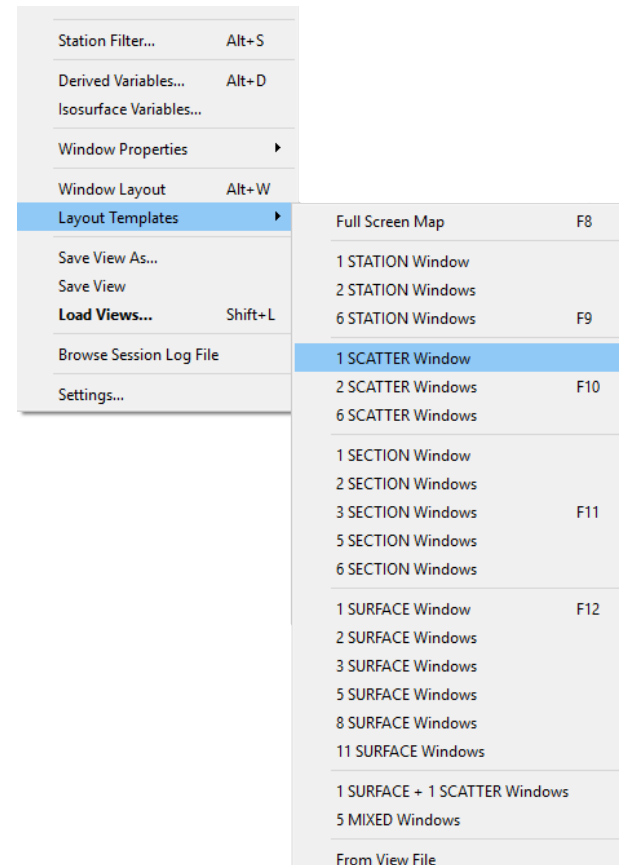 Station Filter... Alt+S
Derived Variables... Alt+D
Isosurface Variables...
Window Properties
Window Layout Alt+W
Layout Templates
Save View As...
Save View
Load Views... Shift+L
Browse Session Log File
Settings...
Full Screen Map F8
1 STATION Window
2 STATION Windows
6 STATION Windows F9
1 SCATTER Window
2 SCATTER Windows F10
6 SCATTER Windows
1 SECTION Window
2 SECTION Windows
3 SECTION Windows F11
5 SECTION Windows
6 SECTION Windows
1 SURFACE Window F12
2 SURFACE Windows
3 SURFACE Windows
5 SURFACE Windows
8 SURFACE Windows
11 SURFACE Windows
1 SURFACE + 1 SCATTER Windows
5 MIXED Windows
From View File